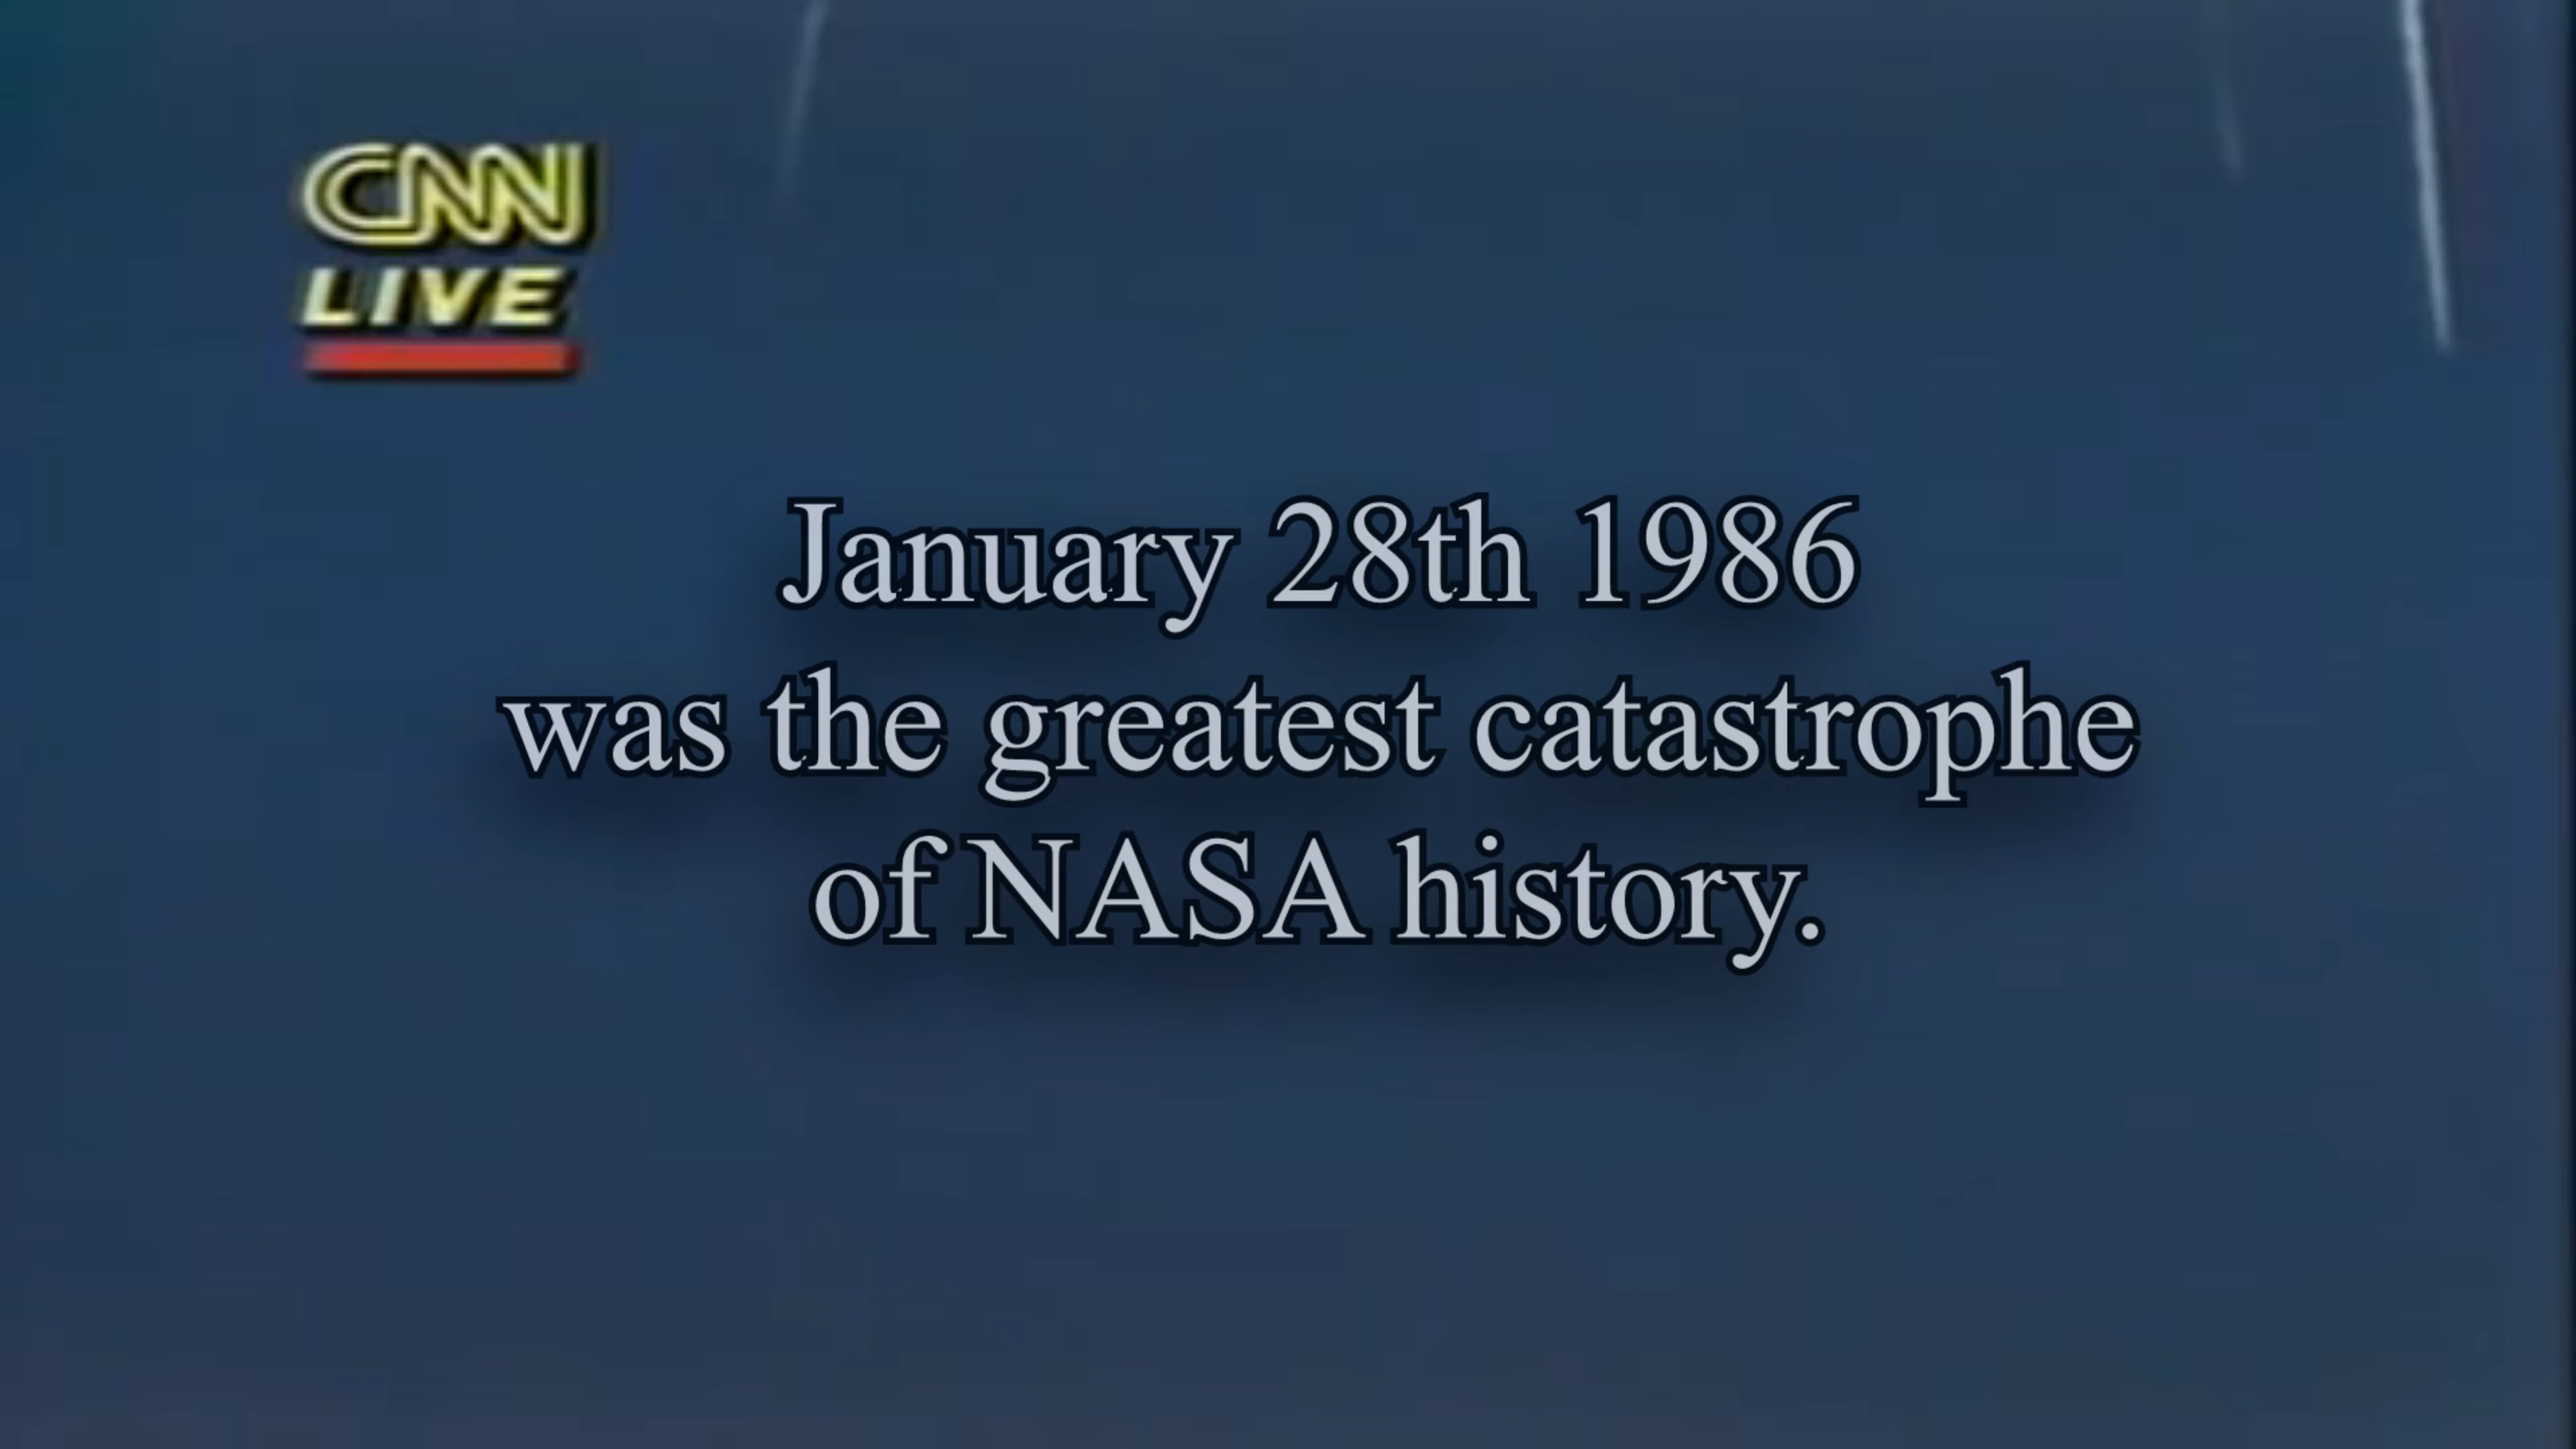 CNN
LIVE
January 28th 1986
was the greatest catastrophe
of NASA history.